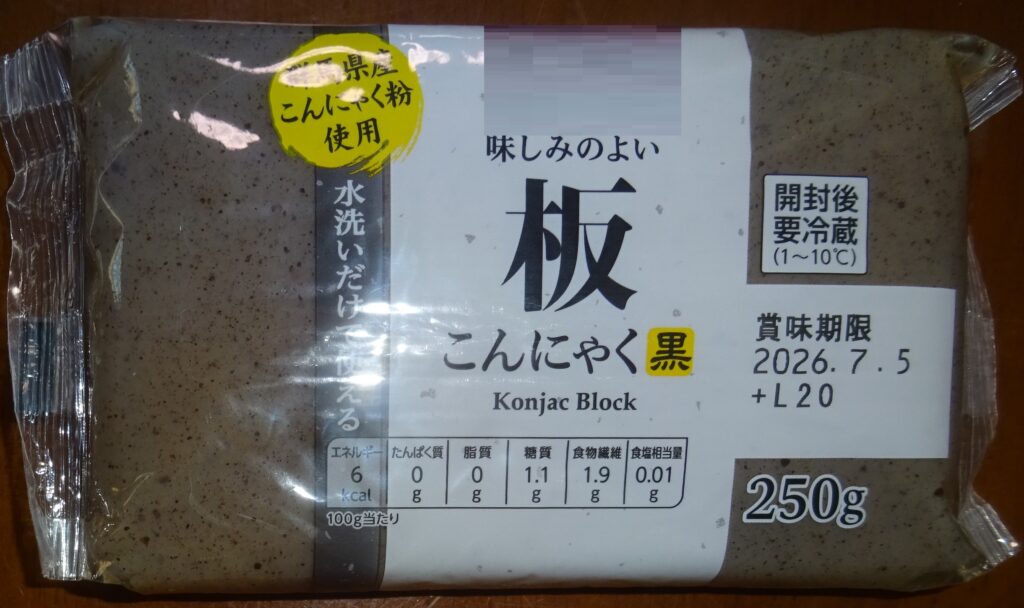 県産
こんにゃく粉
使用
水洗いだけで使える
味しみのよい
板
こんにゃく 黒
Konjac Block
開封後
要冷蔵
(1~10℃)
賞味期限
2026.7.5
+L20
エネルギー たんぱく質 脂質 糖質 食物繊維 食塩相当量
6 0 0 1.1 1.9 0.01
kcal g g g g g
100g当たり
250g